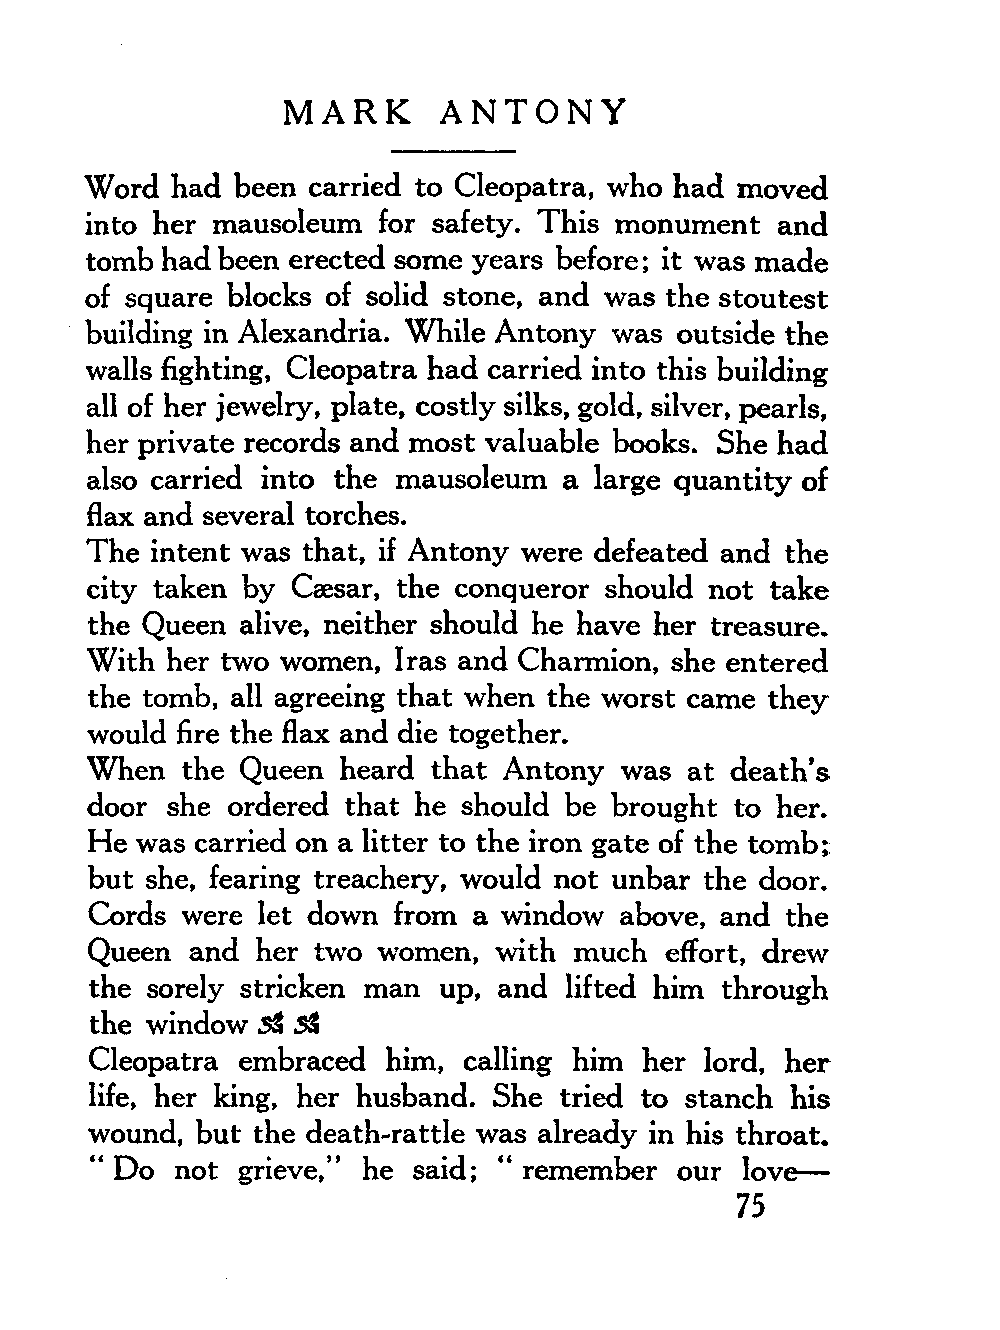 MARK ANTONY
Word had been carried to Cleopatra, who had moved
into her mausoleum for safety. This monument and
tomb had been erected some years before; it was made
of square blocks of solid stone, and was the stoutest
building in Alexandria. While Antony was outside the
walls fighting, Cleopatra had carried into this building
all of her jewelry, plate, costly silks, gold, silver, pearls,
her private records and most valuable books. She had
also carried into the mausoleum a large quantity of
flax and several torches.
The intent was that, if Antony were defeated and the
city taken by Cæsar, the conqueror should not take
the Queen alive, neither should he have her treasure.
With her two women, Iras and Charmion, she entered
the tomb, all agreeing that when the worst came they
would fire the flax and die together.
When the Queen heard that Antony was at death's
door she ordered that he should be brought to her.
He was carried on a litter to the iron gate of the tomb;
but she, fearing treachery, would not unbar the door.
Cords were let down from a window above, and the
Queen and her two women, with much effort, drew
the sorely stricken man up, and lifted him through
the window
Cleopatra embraced him, calling him her lord, her
life, her king, her husband. She tried to stanch his
wound, but the death-rattle was already in his throat.
" Do not grieve," he said; " remember our love—
75